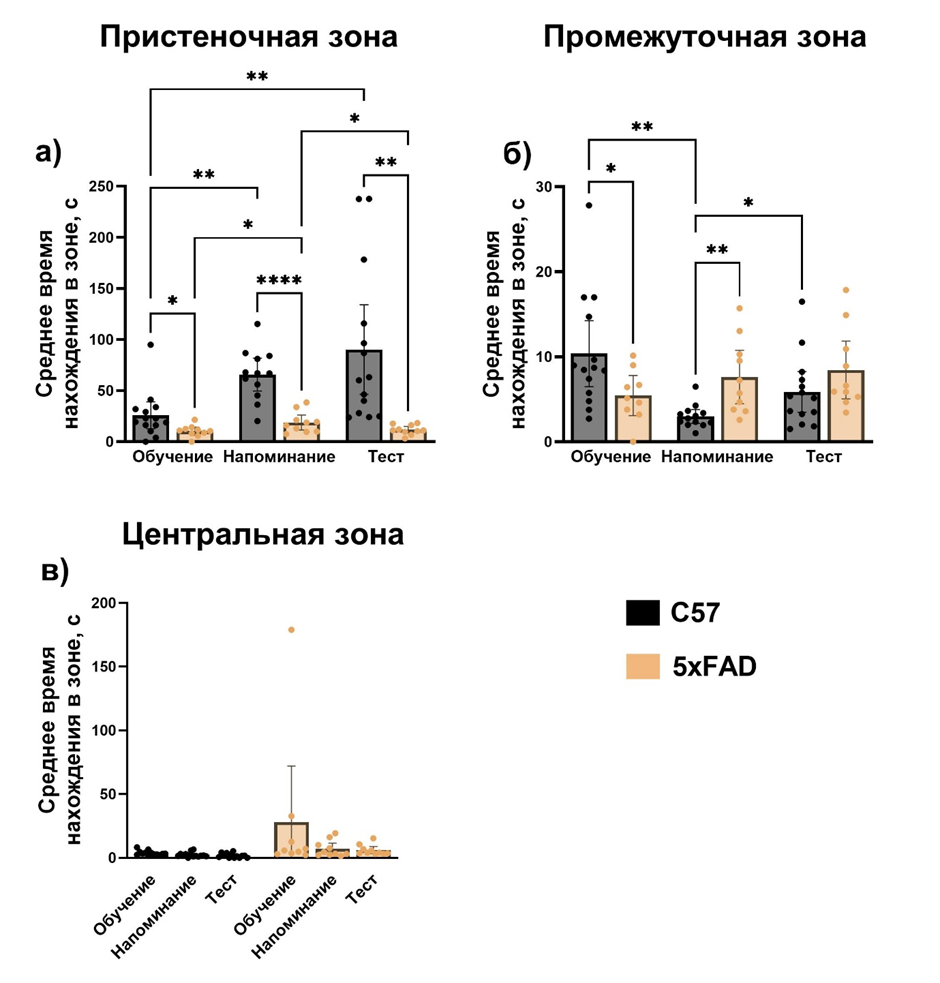 Пристеночная зона
Промежуточная зона
**
*
а)
**
**
*
****
*
Среднее время
нахождения в зоне, с
250
200
150
100
50
0
Обучение
Напоминание
Тест
б)
**
*
*
**
Среднее время
нахождения в зоне, с
30
20
10
0
Обучение
Напоминание
Тест
Центральная зона
в)
Среднее время
нахождения в зоне, с
200
150
100
50
0
Обучение
Напоминание
Тест
Обучение
Напоминание
Тест
C57
5xFAD